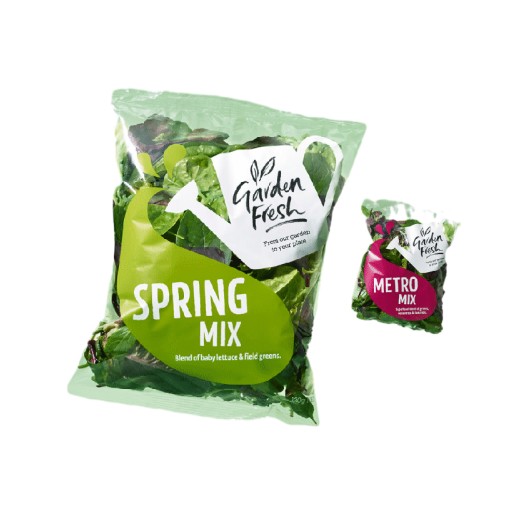 Garden
Fresh
From our garden
to your plate
SPRING
MIX
Blend of baby lettuce & field greens.
Garden
Fresh
METRO
MIX